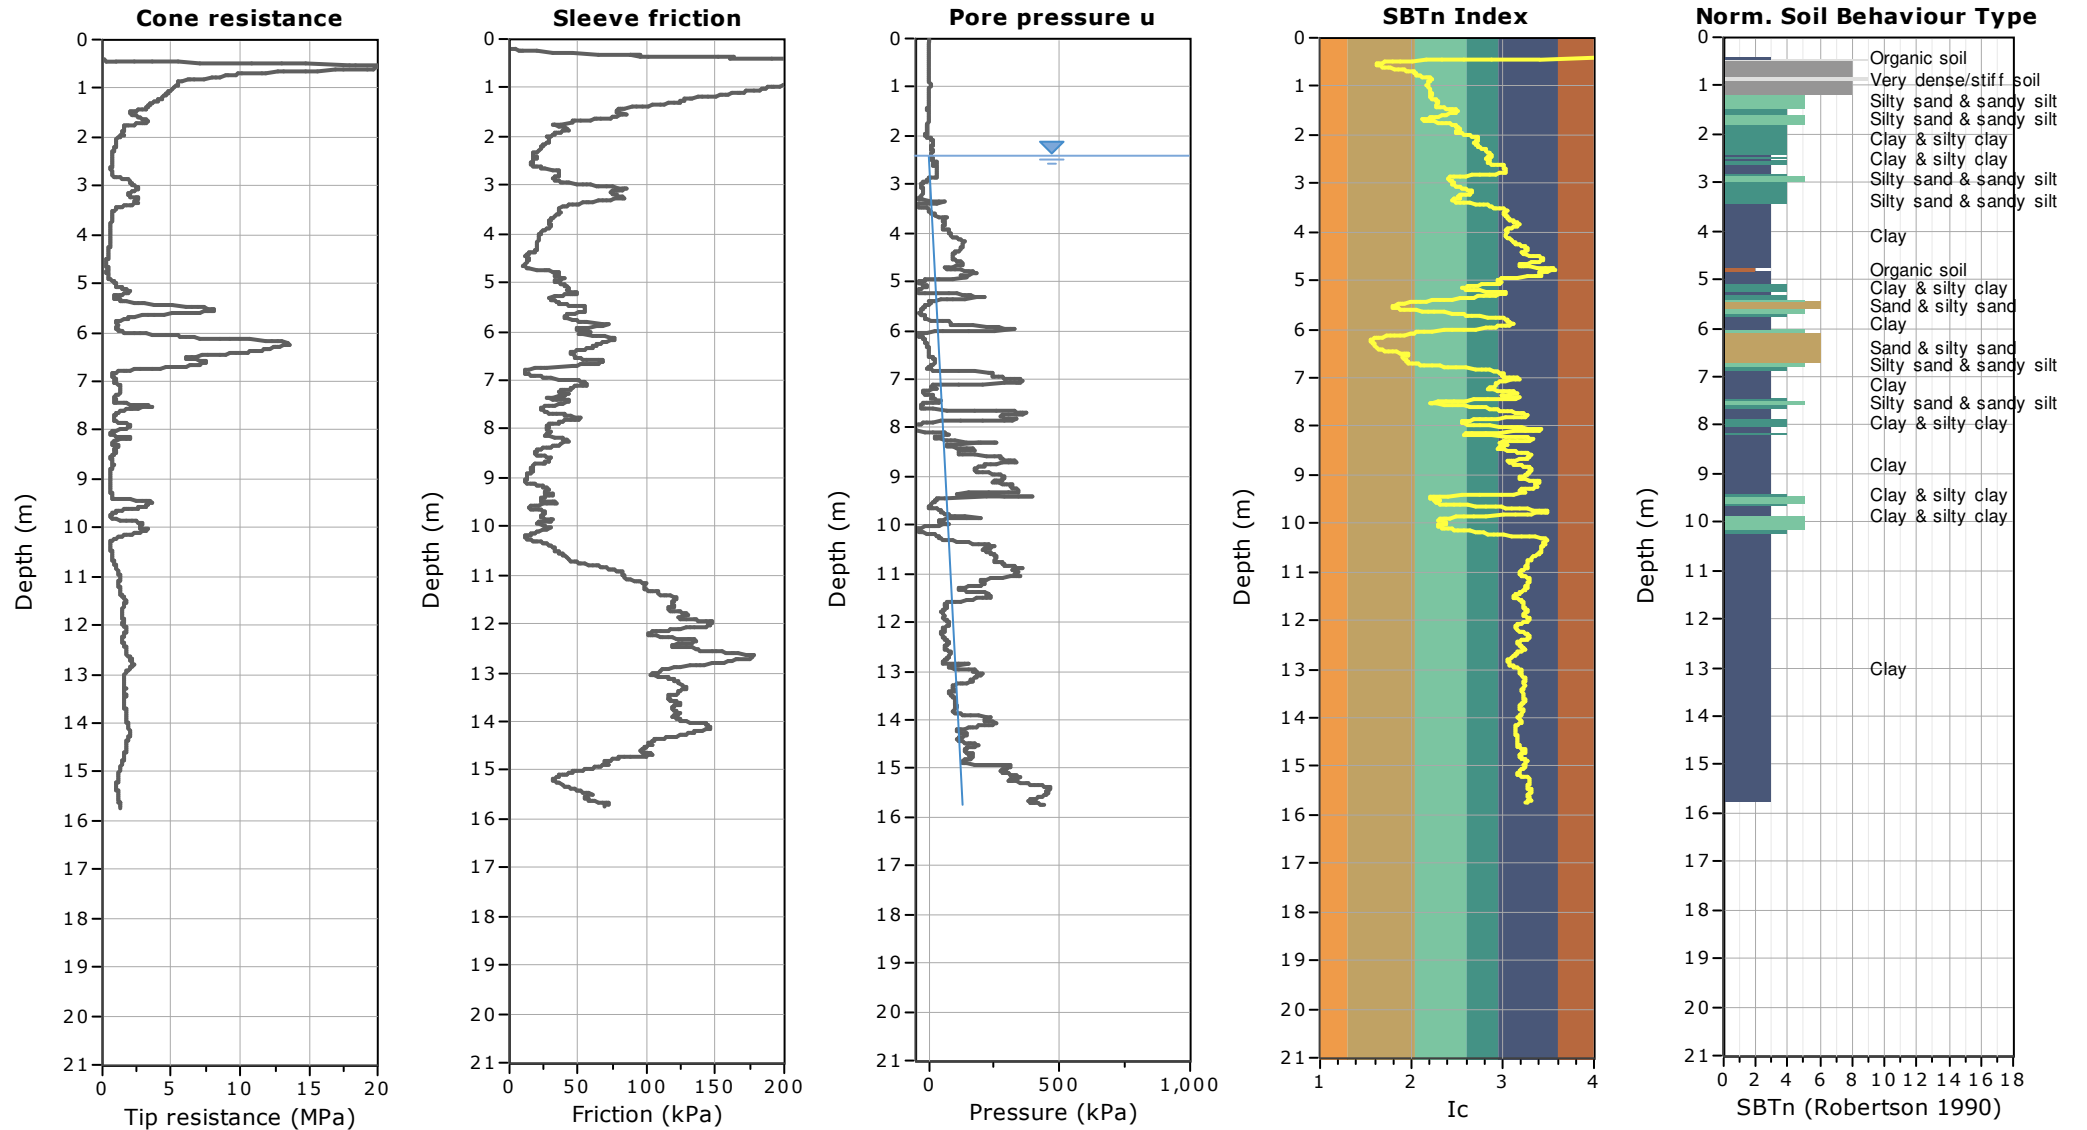 Cone resistance
0
1
2
3
4
5
6
7
8
9
10
11
12
13
14
15
16
17
18
19
20
21
Depth (m)
0 5 10 15 20
Tip resistance (MPa)
Sleeve friction
0
1
2
3
4
5
6
7
8
9
10
11
12
13
14
15
16
17
18
19
20
21
Depth (m)
0 50 100 150 200
Friction (kPa)
Pore pressure u
0
1
2
3
4
5
6
7
8
9
10
11
12
13
14
15
16
17
18
19
20
21
Depth (m)
0 500 1,000
Pressure (kPa)
SBTn Index
0
1
2
3
4
5
6
7
8
9
10
11
12
13
14
15
16
17
18
19
20
21
Depth (m)
1 2 3 4
Ic
Norm. Soil Behaviour Type
0
1
2
3
4
5
6
7
8
9
10
11
12
13
14
15
16
17
18
19
20
21
Depth (m)
Organic soil
Very dense/stiff soil
Silty sand & sandy silt
Silty sand & sandy silt
Clay & silty clay
Clay & silty clay
Silty sand & sandy silt
Silty sand & sandy silt
Clay
Organic soil
Clay & silty clay
Sand & silty sand
Clay
Sand & silty sand
Silty sand & sandy silt
Clay
Silty sand & sandy silt
Clay & silty clay
Clay
Clay & silty clay
Clay & silty clay
Clay
0 2 4 6 8 10 12 14 16 18
SBTn (Robertson 1990)